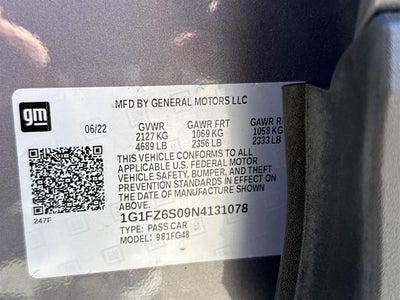 gm
MFD BY GENERAL MOTORS LLC
06/22 GVWR GAWR FRT GAWR R
2127 KG 1069 KG 1058 KG
4689 LB 2356 LB 2333 LB
THIS VEHICLE CONFORMS TO ALL
APPLICABLE U.S. FEDERAL MOTOR
VEHICLE SAFETY, BUMPER, AND THEFT
PREVENTION STANDARDS IN EFFECT ON
THE DATE OF MANUFACTURE SHOWN ABOVE.
1G1FZ6S09N4131078
247F TYPE: PASS CAR
MODEL: 981FG48